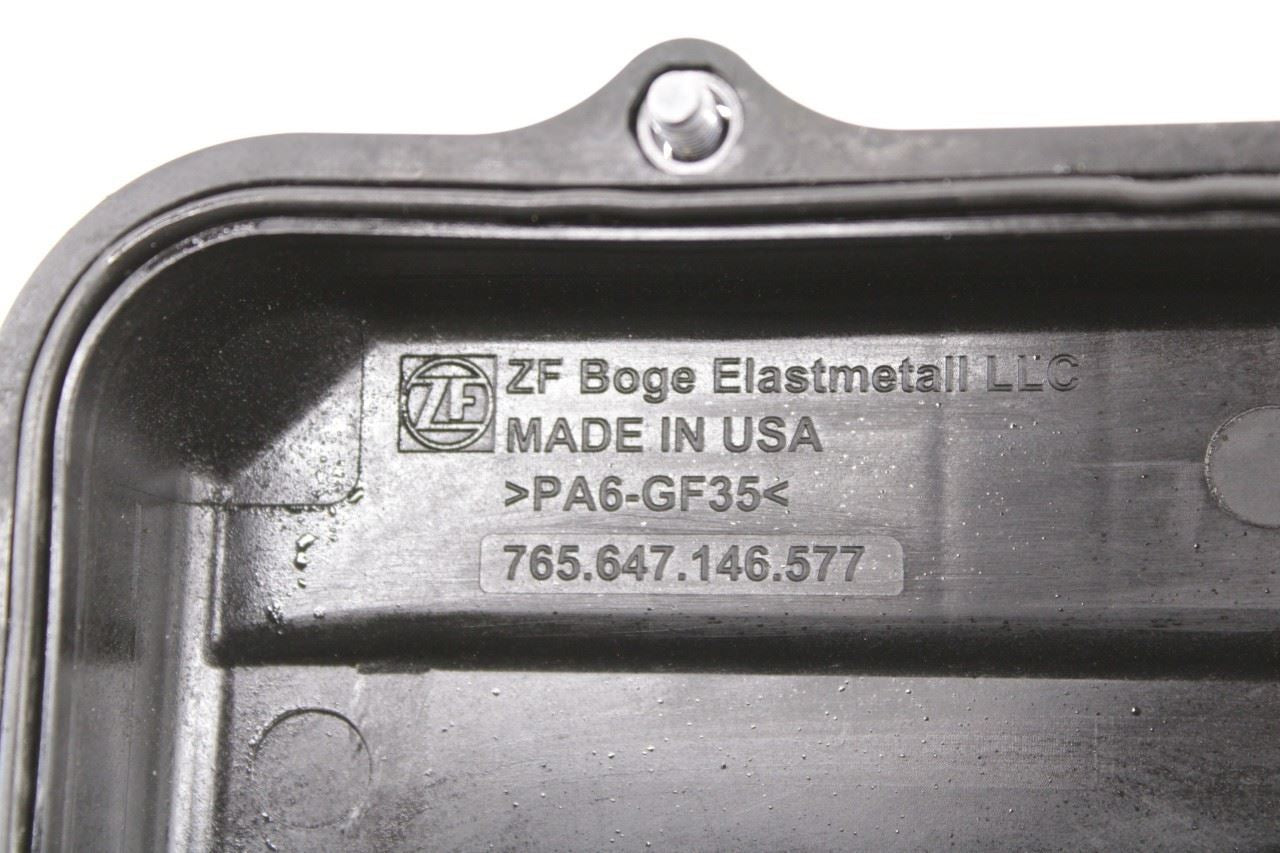 ZF ZF Boge Elastmetall LLC
MADE IN USA
>PA6-GF35<
765.647.146.577